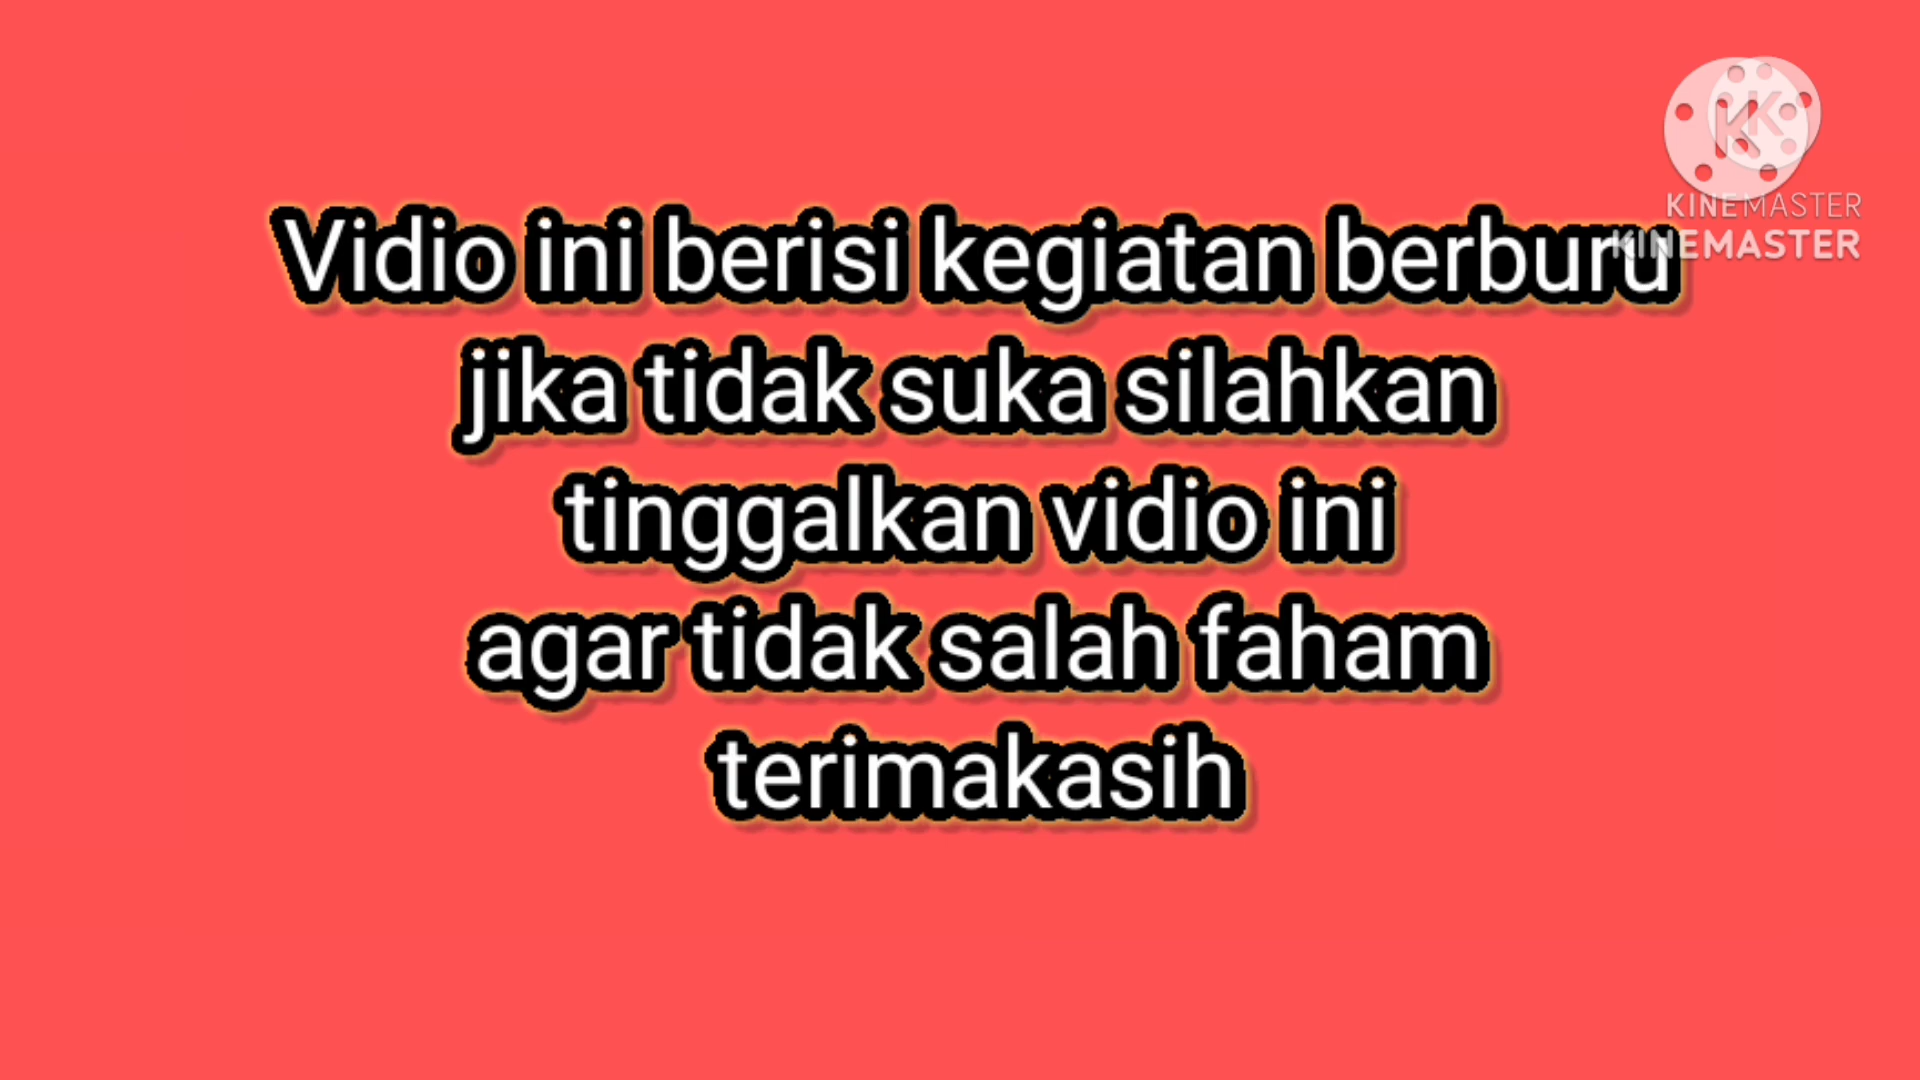 KINEMASTER
KINEMASTER
Vidio ini berisi kegiatan berburu
jika tidak suka silahkan
tinggalkan vidio ini
agar tidak salah faham
terimakasih